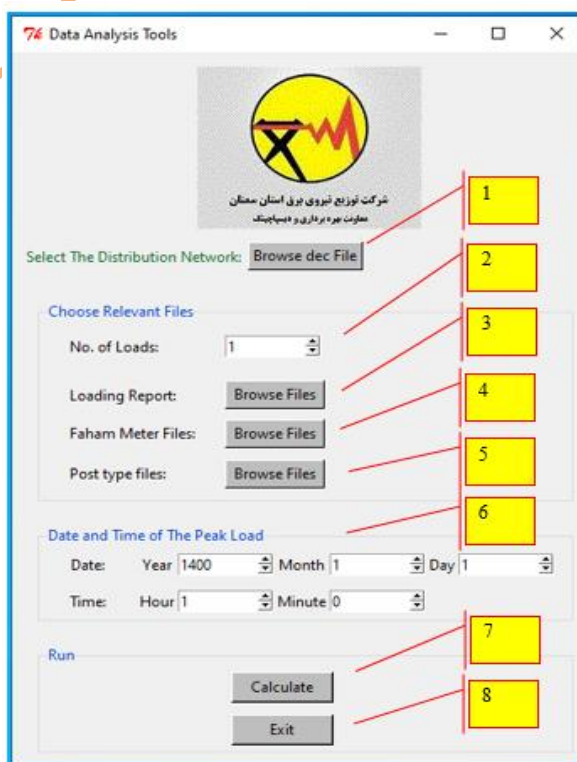 Data Analysis Tools
شرکت توزیع نیروی برق استان سمنان
معاونت بهره برداری و دیسپاچینگ
1
Select The Distribution Network: Browse dec File
2
Choose Relevant Files
No. of Loads: 1
3
Loading Report: Browse Files
4
Faham Meter Files: Browse Files
5
Post type files: Browse Files
6
Date and Time of The Peak Load
Date: Year 1400 Month 1 Day 1
Time: Hour 1 Minute 0
7
Run
Calculate
8
Exit